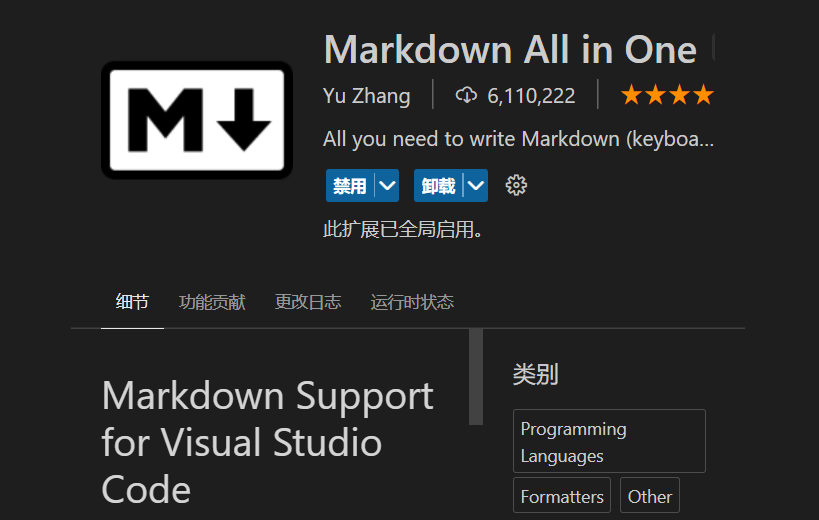 Markdown All in One
M
Yu Zhang
6,110,222
All you need to write Markdown (keyboa...
禁用
卸载
此扩展已全局启用。
细节
功能贡献
更改日志
运行时状态
Markdown Support
for Visual Studio
Code
类别
Programming
Languages
Formatters
Other